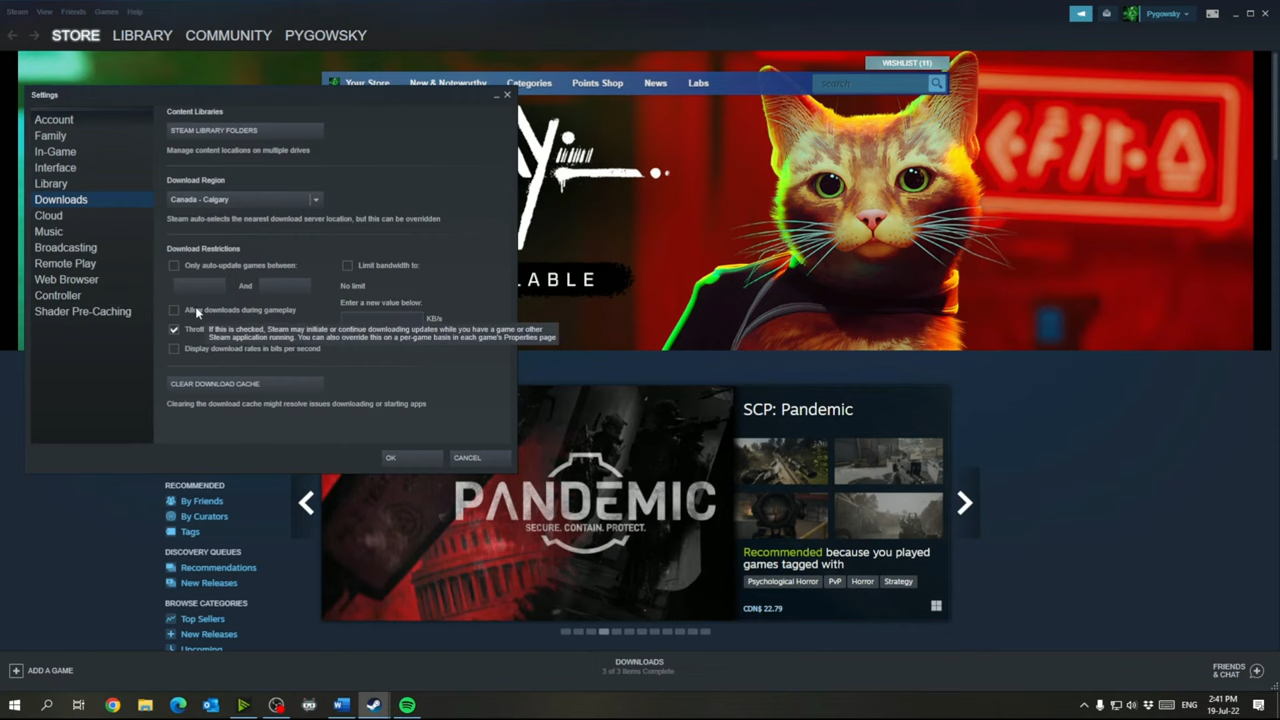 Steam View Friends Games Help
Pygowsky
STORE LIBRARY COMMUNITY PYGOWSKY
WISHLIST (11)
Your Store New & Noteworthy Categories Points Shop News Labs
search
Settings
Account
Family
In-Game
Interface
Library
Downloads
Cloud
Music
Broadcasting
Remote Play
Web Browser
Controller
Shader Pre-Caching
Content Libraries
STEAM LIBRARY FOLDERS
Manage content locations on multiple drives
Download Region
Canada - Calgary
Steam auto-selects the nearest download server location, but this can be overridden
Download Restrictions
Only auto-update games between:
And
Limit bandwidth to:
No limit
Enter a new value below:
KB/s
downloads during gameplay
Thrott
If this is checked, Steam may initiate or continue downloading updates while you have a game or other
Steam application running. You can also override this on a per-game basis in each game's Properties page
Display download rates in bits per second
CLEAR DOWNLOAD CACHE
Clearing the download cache might resolve issues downloading or starting apps
OK CANCEL
RECOMMENDED
By Friends
By Curators
Tags
DISCOVERY QUEUES
Recommendations
New Releases
BROWSE CATEGORIES
Top Sellers
New Releases
Upcoming
PANDEMIC
SECURE. CONTAIN. PROTECT.
SCP: Pandemic
Recommended because you played
games tagged with
Psychological Horror PvP Horror Strategy
CDN$ 22.79
ADD A GAME
DOWNLOADS
3 of 3 Items Complete
FRIENDS
& CHAT
ENG
2:41 PM
19-Jul-22